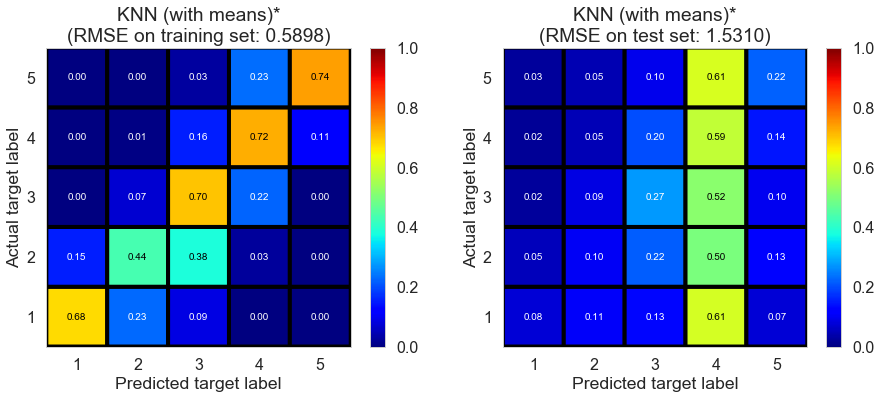 KNN (with means)*
(RMSE on training set: 0.5898)
Actual target label
5 0.00 0.00 0.03 0.23 0.74
4 0.00 0.01 0.16 0.72 0.11
3 0.00 0.07 0.70 0.22 0.00
2 0.15 0.44 0.38 0.03 0.00
1 0.68 0.23 0.09 0.00 0.00
1 2 3 4 5
Predicted target label
1.0
0.8
0.6
0.4
0.2
0.0
KNN (with means)*
(RMSE on test set: 1.5310)
Actual target label
5 0.03 0.05 0.10 0.61 0.22
4 0.02 0.05 0.20 0.59 0.14
3 0.02 0.09 0.27 0.52 0.10
2 0.05 0.10 0.22 0.50 0.13
1 0.08 0.11 0.13 0.61 0.07
1 2 3 4 5
Predicted target label
1.0
0.8
0.6
0.4
0.2
0.0